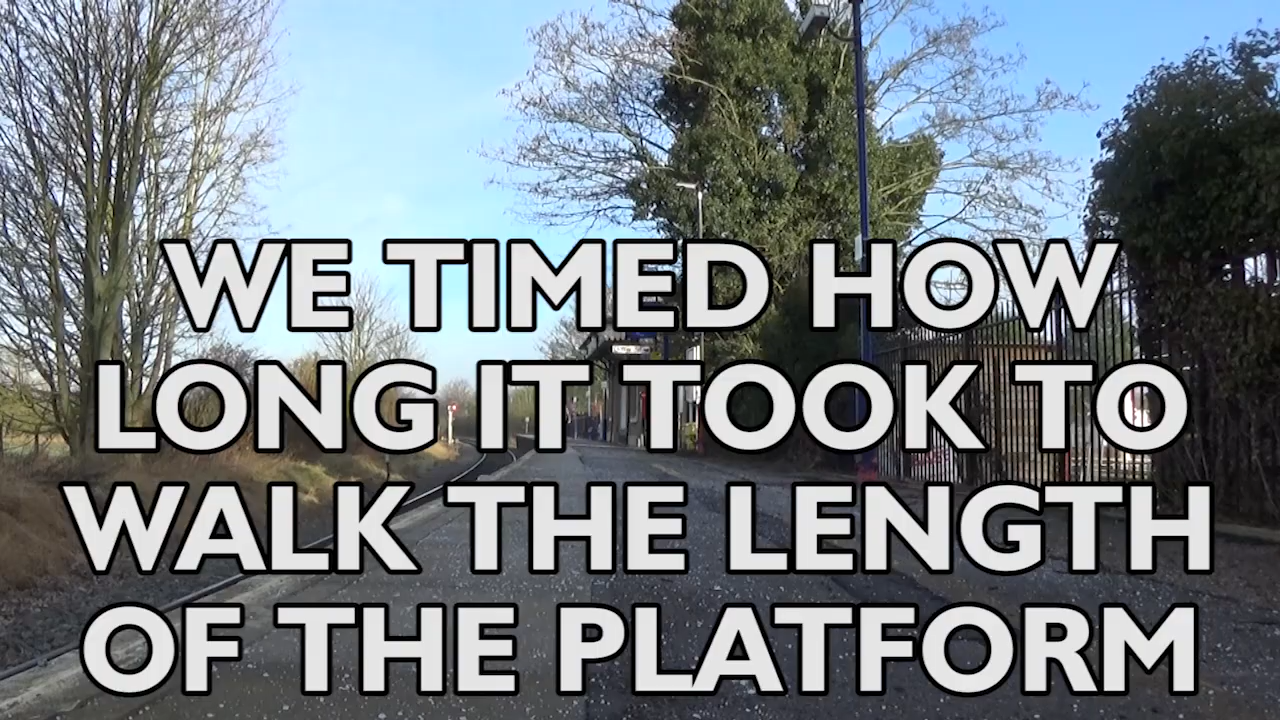 WE TIMED HOW
LONG IT TOOK TO
WALK THE LENGTH
OF THE PLATFORM